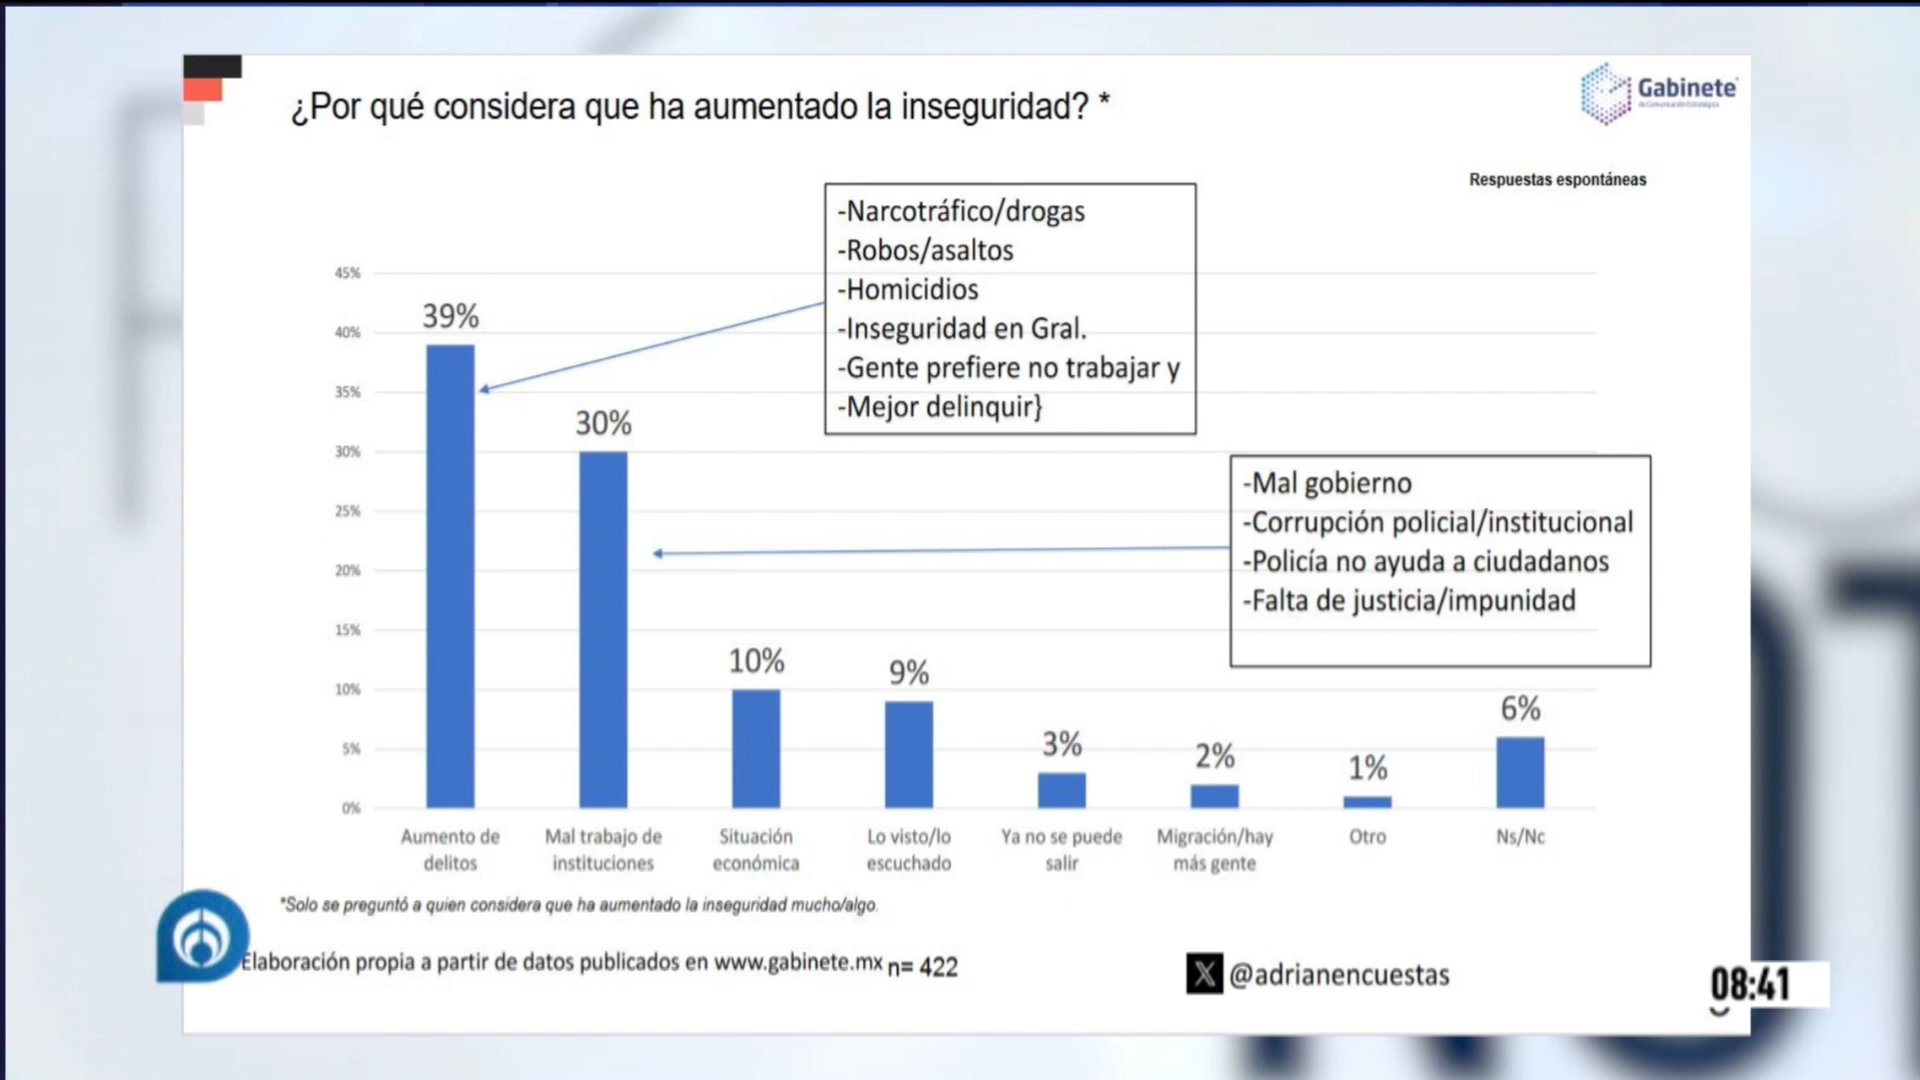 ¿Por qué considera que ha aumentado la inseguridad? *
Gabinete
Respuestas espontáneas
-Narcotráfico/drogas
-Robos/asaltos
-Homicidios
-Inseguridad en Gral.
-Gente prefiere no trabajar y
-Mejor delinquir}
-Mal gobierno
-Corrupción policial/institucional
-Policía no ayuda a ciudadanos
-Falta de justicia/impunidad
45%
40%
35%
30%
25%
20%
15%
10%
5%
0%
39%
30%
10%
9%
3%
2%
1%
6%
Aumento de
delitos
Mal trabajo de
instituciones
Situación
económica
Lo visto/lo
escuchado
Ya no se puede
salir
Migración/hay
más gente
Otro
Ns/Nc
*Solo se preguntó a quien considera que ha aumentado la inseguridad mucho/algo.
Elaboración propia a partir de datos publicados en www.gabinete.mx n= 422
X @adrianencuestas
08:41